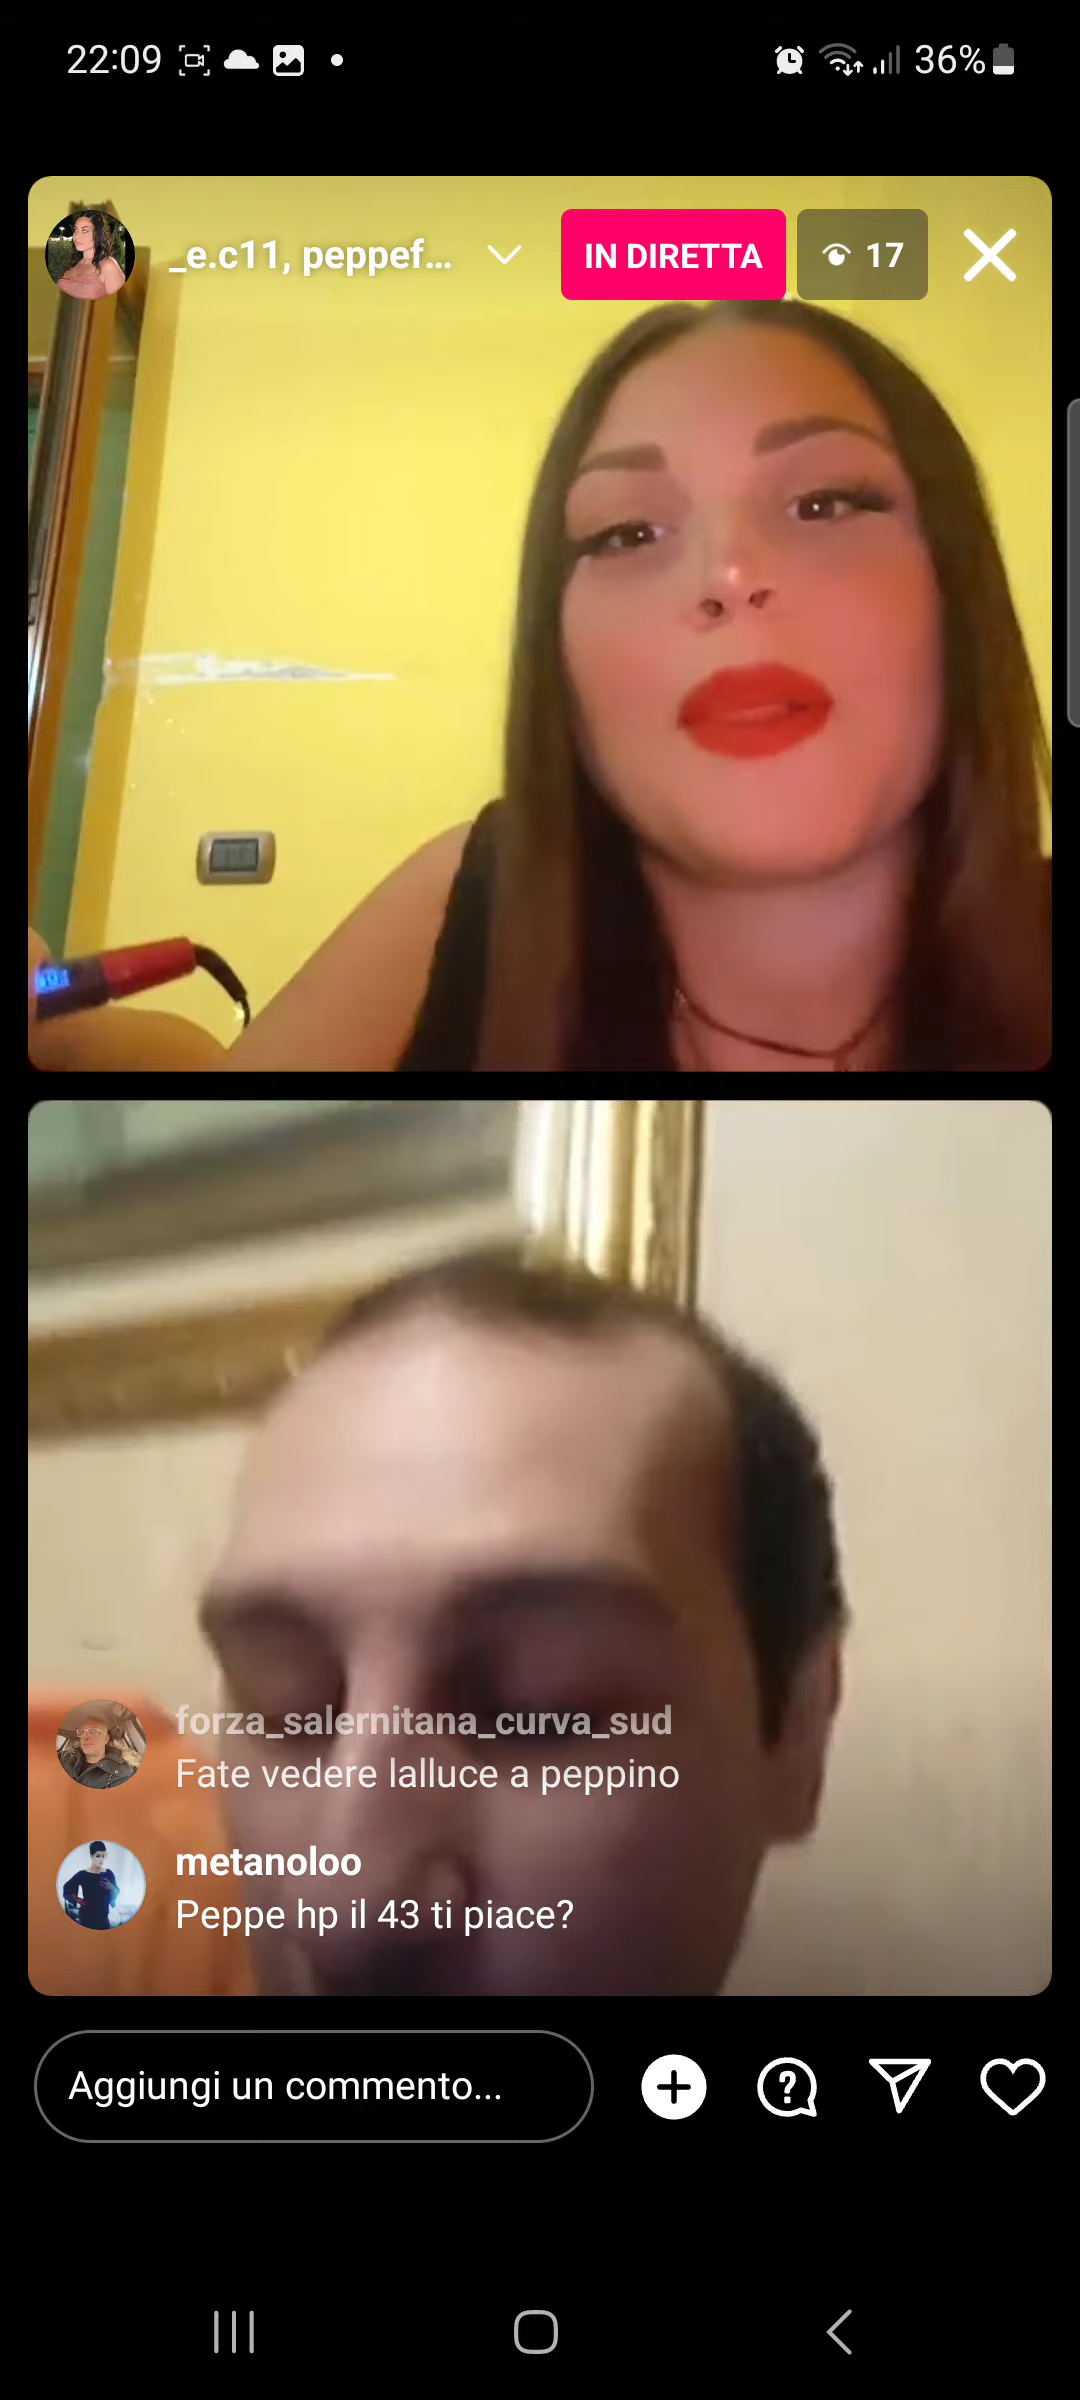 22:09
36%
_e.c11, peppef...
IN DIRETTA
17
forza_salernitana_curva_sud
Fate vedere lalluce a peppino
metanoloo
Peppe hp il 43 ti piace?
Aggiungi un commento...